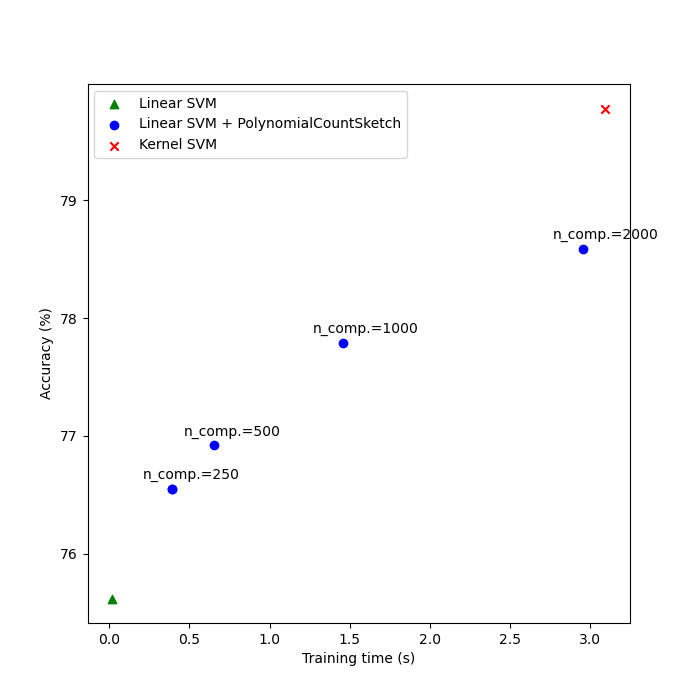 Linear SVM
Linear SVM + PolynomialCountSketch
Kernel SVM
79
n_comp.=2000
78
n_comp.=1000
Accuracy (%)
77
n_comp.=500
n_comp.=250
76
0.0 0.5 1.0 1.5 2.0 2.5 3.0
Training time (s)